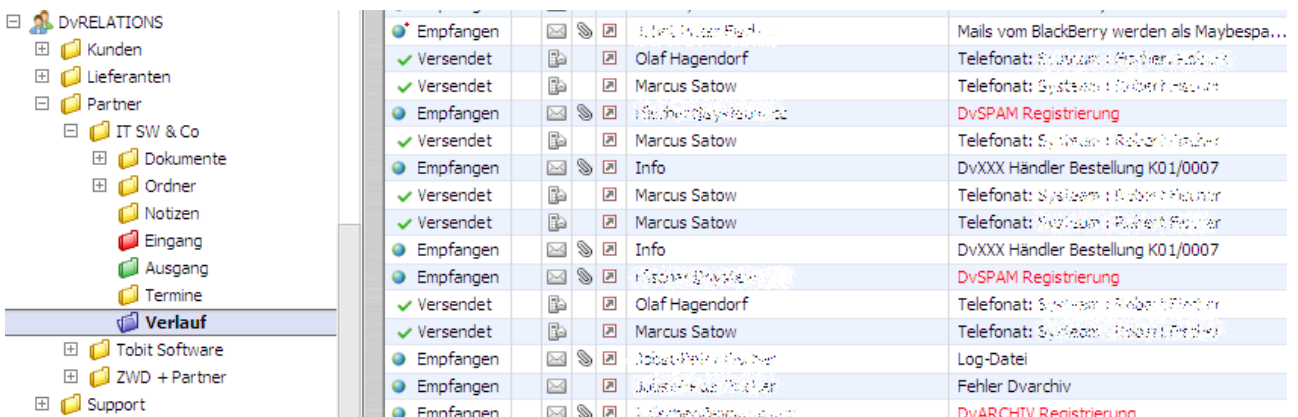 DvRELATIONS
Kunden
Lieferanten
Partner
IT SW & Co
Dokumente
Ordner
Notizen
Eingang
Ausgang
Termine
Verlauf
Tobit Software
ZWD + Partner
Support
Empfangen Mails vom BlackBerry werden als Maybespa...
Versendet Olaf Hagendorf Telefonat:
Versendet Marcus Satow Telefonat:
Empfangen DvSPAM Registrierung
Versendet Marcus Satow Telefonat:
Empfangen Info DvXXX Händler Bestellung K01/0007
Versendet Marcus Satow Telefonat:
Versendet Marcus Satow Telefonat:
Empfangen Info DvXXX Händler Bestellung K01/0007
Empfangen DvSPAM Registrierung
Versendet Olaf Hagendorf Telefonat:
Versendet Marcus Satow Telefonat:
Empfangen Log-Datei
Empfangen Fehler Dvarchiv
Empfangen DvARCHIV Registrierung